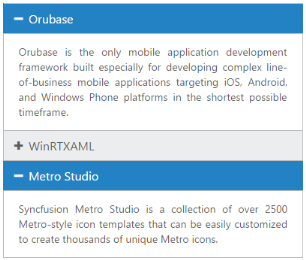 Orubase
Orubase is the only mobile application development
framework built especially for developing complex line-
of-business mobile applications targeting iOS, Android,
and Windows Phone platforms in the shortest possible
timeframe.
WinRTXAML
Metro Studio
Syncfusion Metro Studio is a collection of over 2500
Metro-style icon templates that can be easily customized
to create thousands of unique Metro icons.